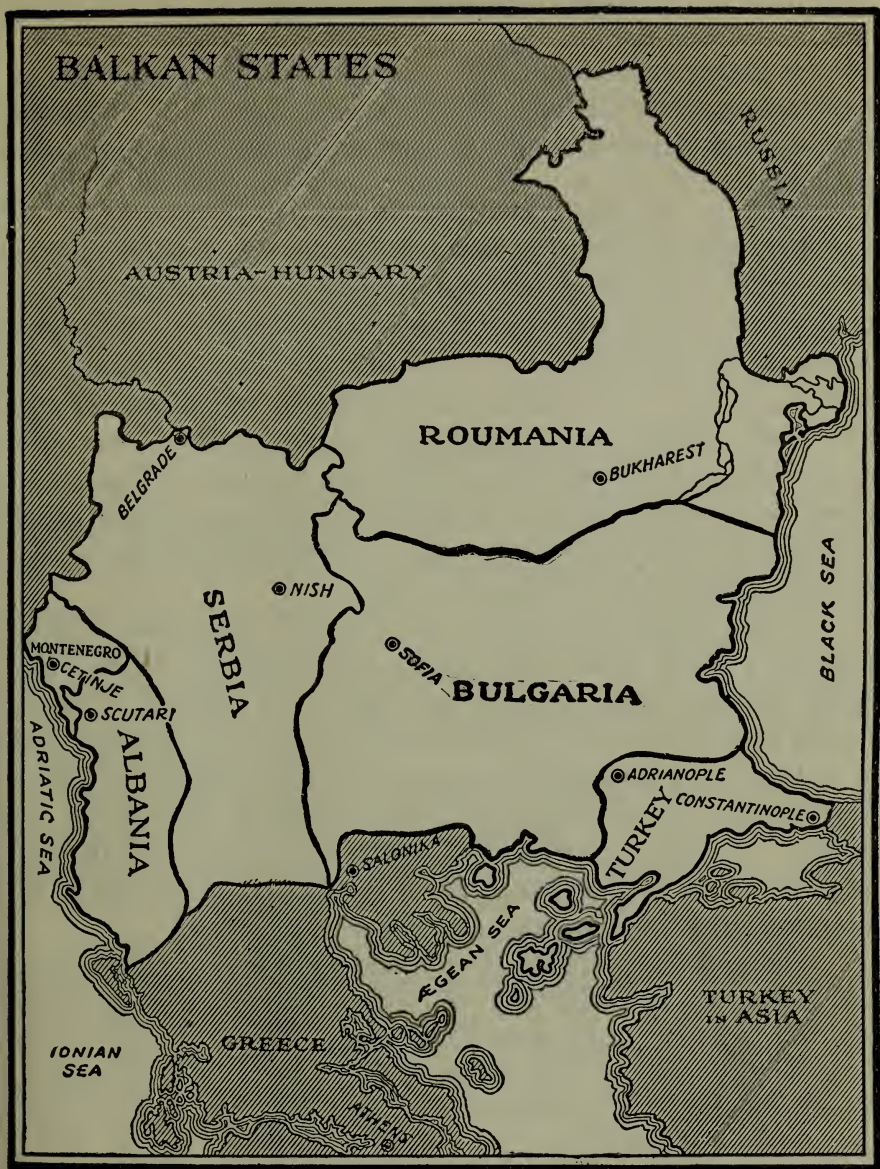 BALKAN STATES
RUSSIA
AUSTRIA-HUNGARY
ROUMANIA
BUKHAREST
BELGRADE
NISH
SERBIA
BLACK SEA
MONTENEGRO
CETINJE
SOFIA
BULGARIA
SCUTARI
ADRIATIC SEA
ALBANIA
ADRIANOPLE
CONSTANTINOPLE
TURKEY
SALONIKA
ÆGEAN SEA
TURKEY
IN ASIA
GREECE
IONIAN
SEA
ATHENS